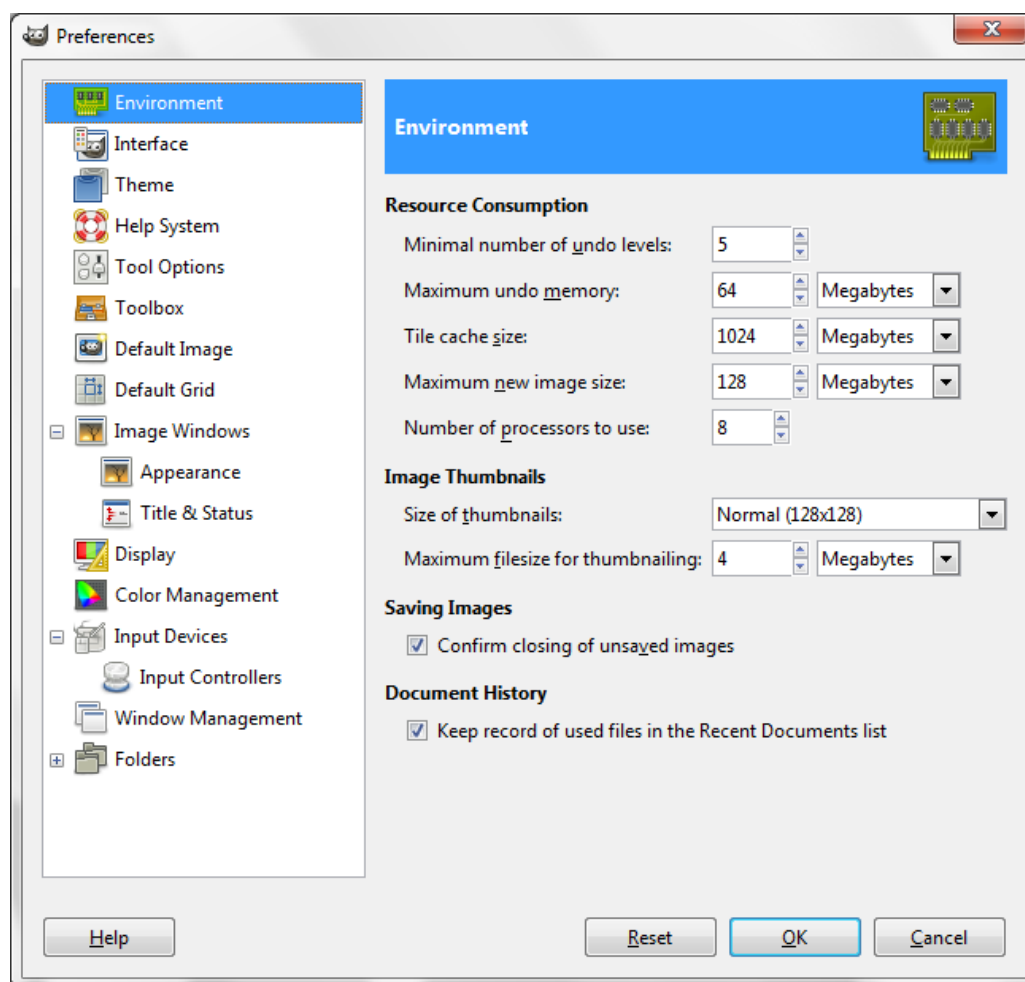 Preferences
Environment
Interface
Theme
Help System
Tool Options
Toolbox
Default Image
Default Grid
Image Windows
Appearance
Title & Status
Display
Color Management
Input Devices
Input Controllers
Window Management
Folders
Environment
Resource Consumption
Minimal number of undo levels: 5
Maximum undo memory: 64 Megabytes
Tile cache size: 1024 Megabytes
Maximum new image size: 128 Megabytes
Number of processors to use: 8
Image Thumbnails
Size of thumbnails: Normal (128x128)
Maximum filesize for thumbnailing: 4 Megabytes
Saving Images
Confirm closing of unsaved images
Document History
Keep record of used files in the Recent Documents list
Help Reset OK Cancel